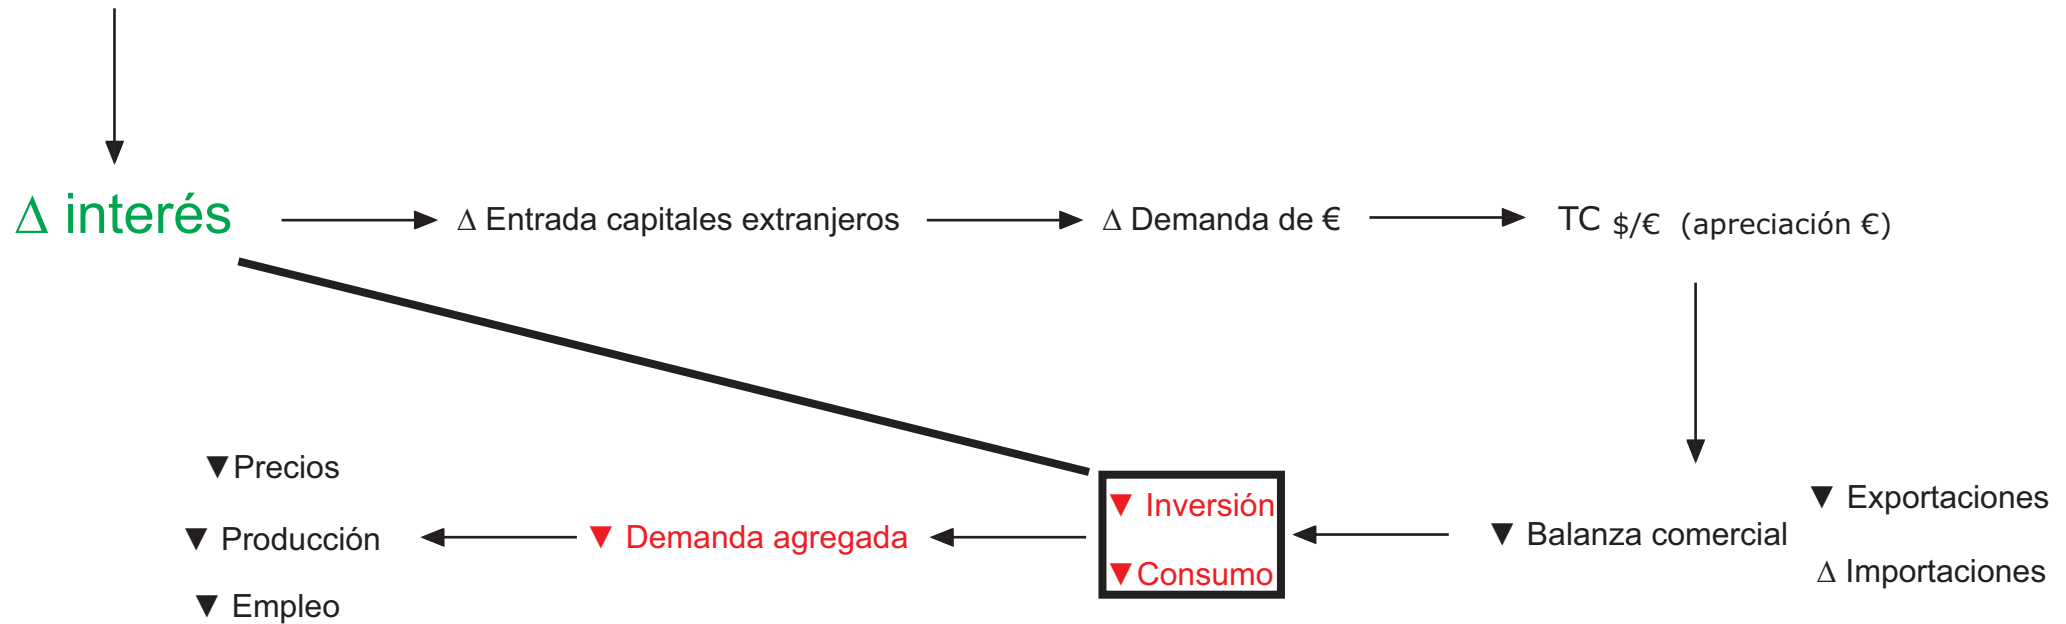 Δ interés
Δ Entrada capitales extranjeros
Δ Demanda de €
TC $/€ (apreciación €)
▼ Exportaciones
▼ Balanza comercial
Δ Importaciones
▼ Inversión
▼ Consumo
▼ Demanda agregada
▼ Precios
▼ Producción
▼ Empleo